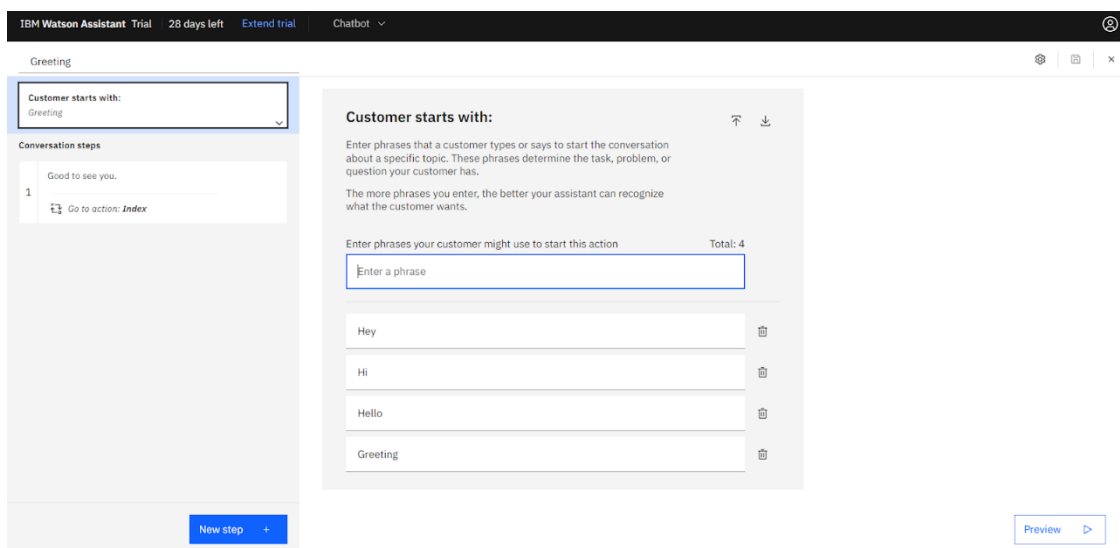 IBM Watson Assistant Trial 28 days left Extend trial Chatbot
Greeting
Customer starts with:
Greeting
Conversation steps
1
Good to see you.
Go to action: Index
New step +
Customer starts with:
Enter phrases that a customer types or says to start the conversation
about a specific topic. These phrases determine the task, problem, or
question your customer has.
The more phrases you enter, the better your assistant can recognize
what the customer wants.
Enter phrases your customer might use to start this action Total: 4
Enter a phrase
Hey
Hi
Hello
Greeting
Preview